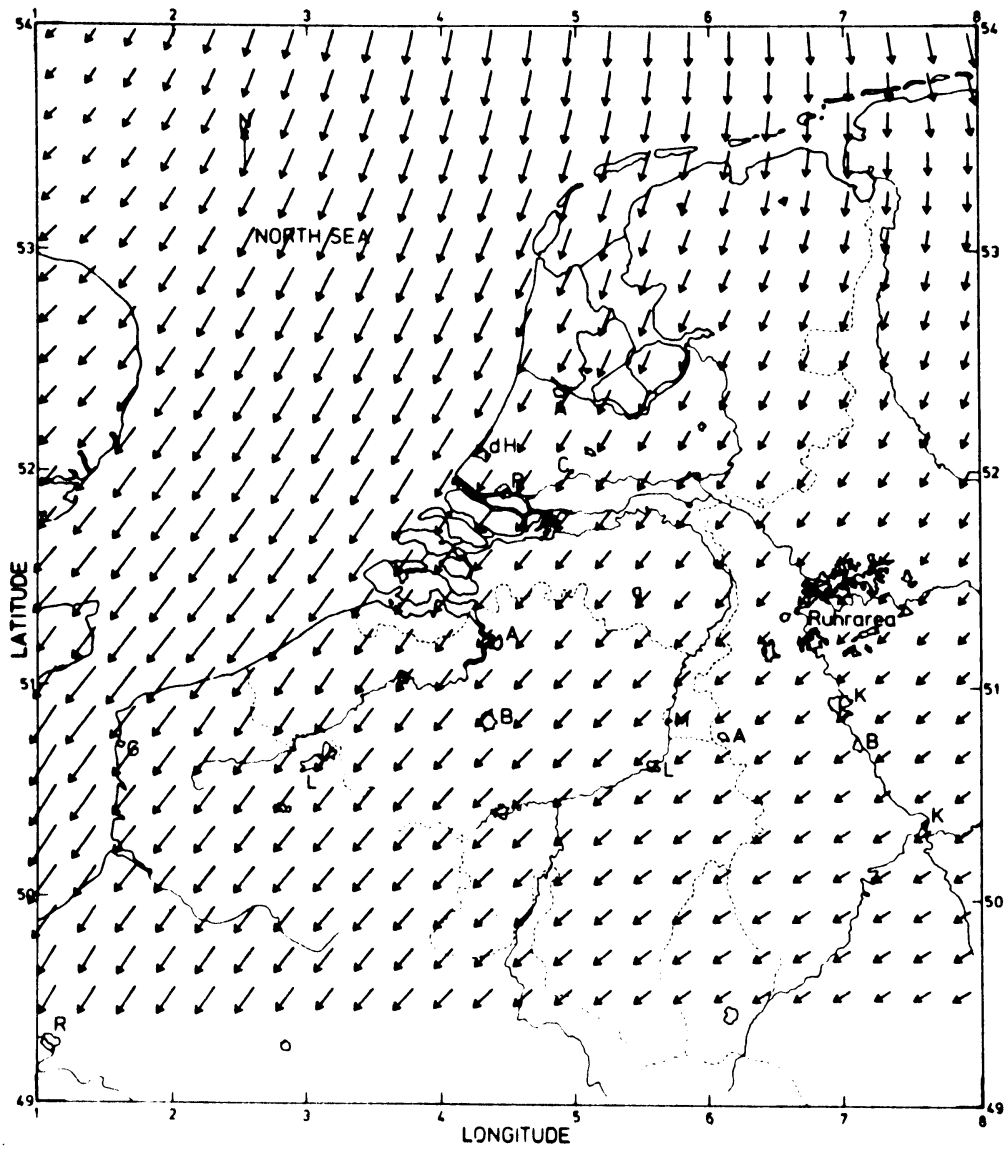 1 2 3 4 5 6 7 8
54 54
N
NORTH SEA
53 53
A
dH
52 52
R C
LATITUDE
Ruhrarea
A
51 51
K
B M A B
G
L L
K
50 50
R
49 49
1 2 3 4 5 6 7 8
LONGITUDE